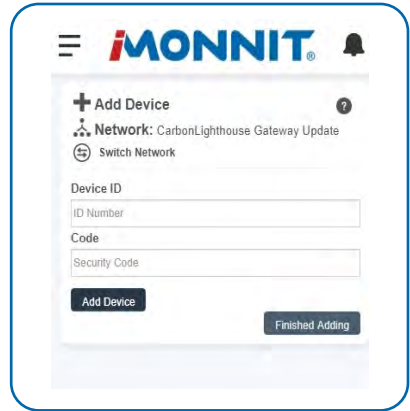 iMONNIT®
Add Device
Network: CarbonLighthouse Gateway Update
Switch Network
Device ID
ID Number
Code
Security Code
Add Device
Finished Adding